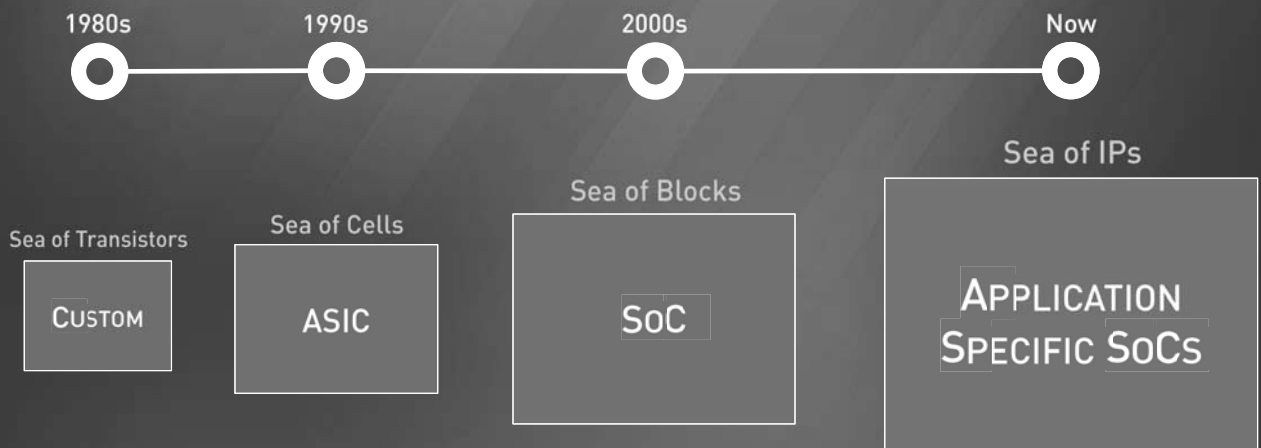 1980s
1990s
2000s
Now
Sea of Transistors
CUSTOM
Sea of Cells
ASIC
Sea of Blocks
SoC
Sea of IPs
APPLICATION
SPECIFIC SoCs